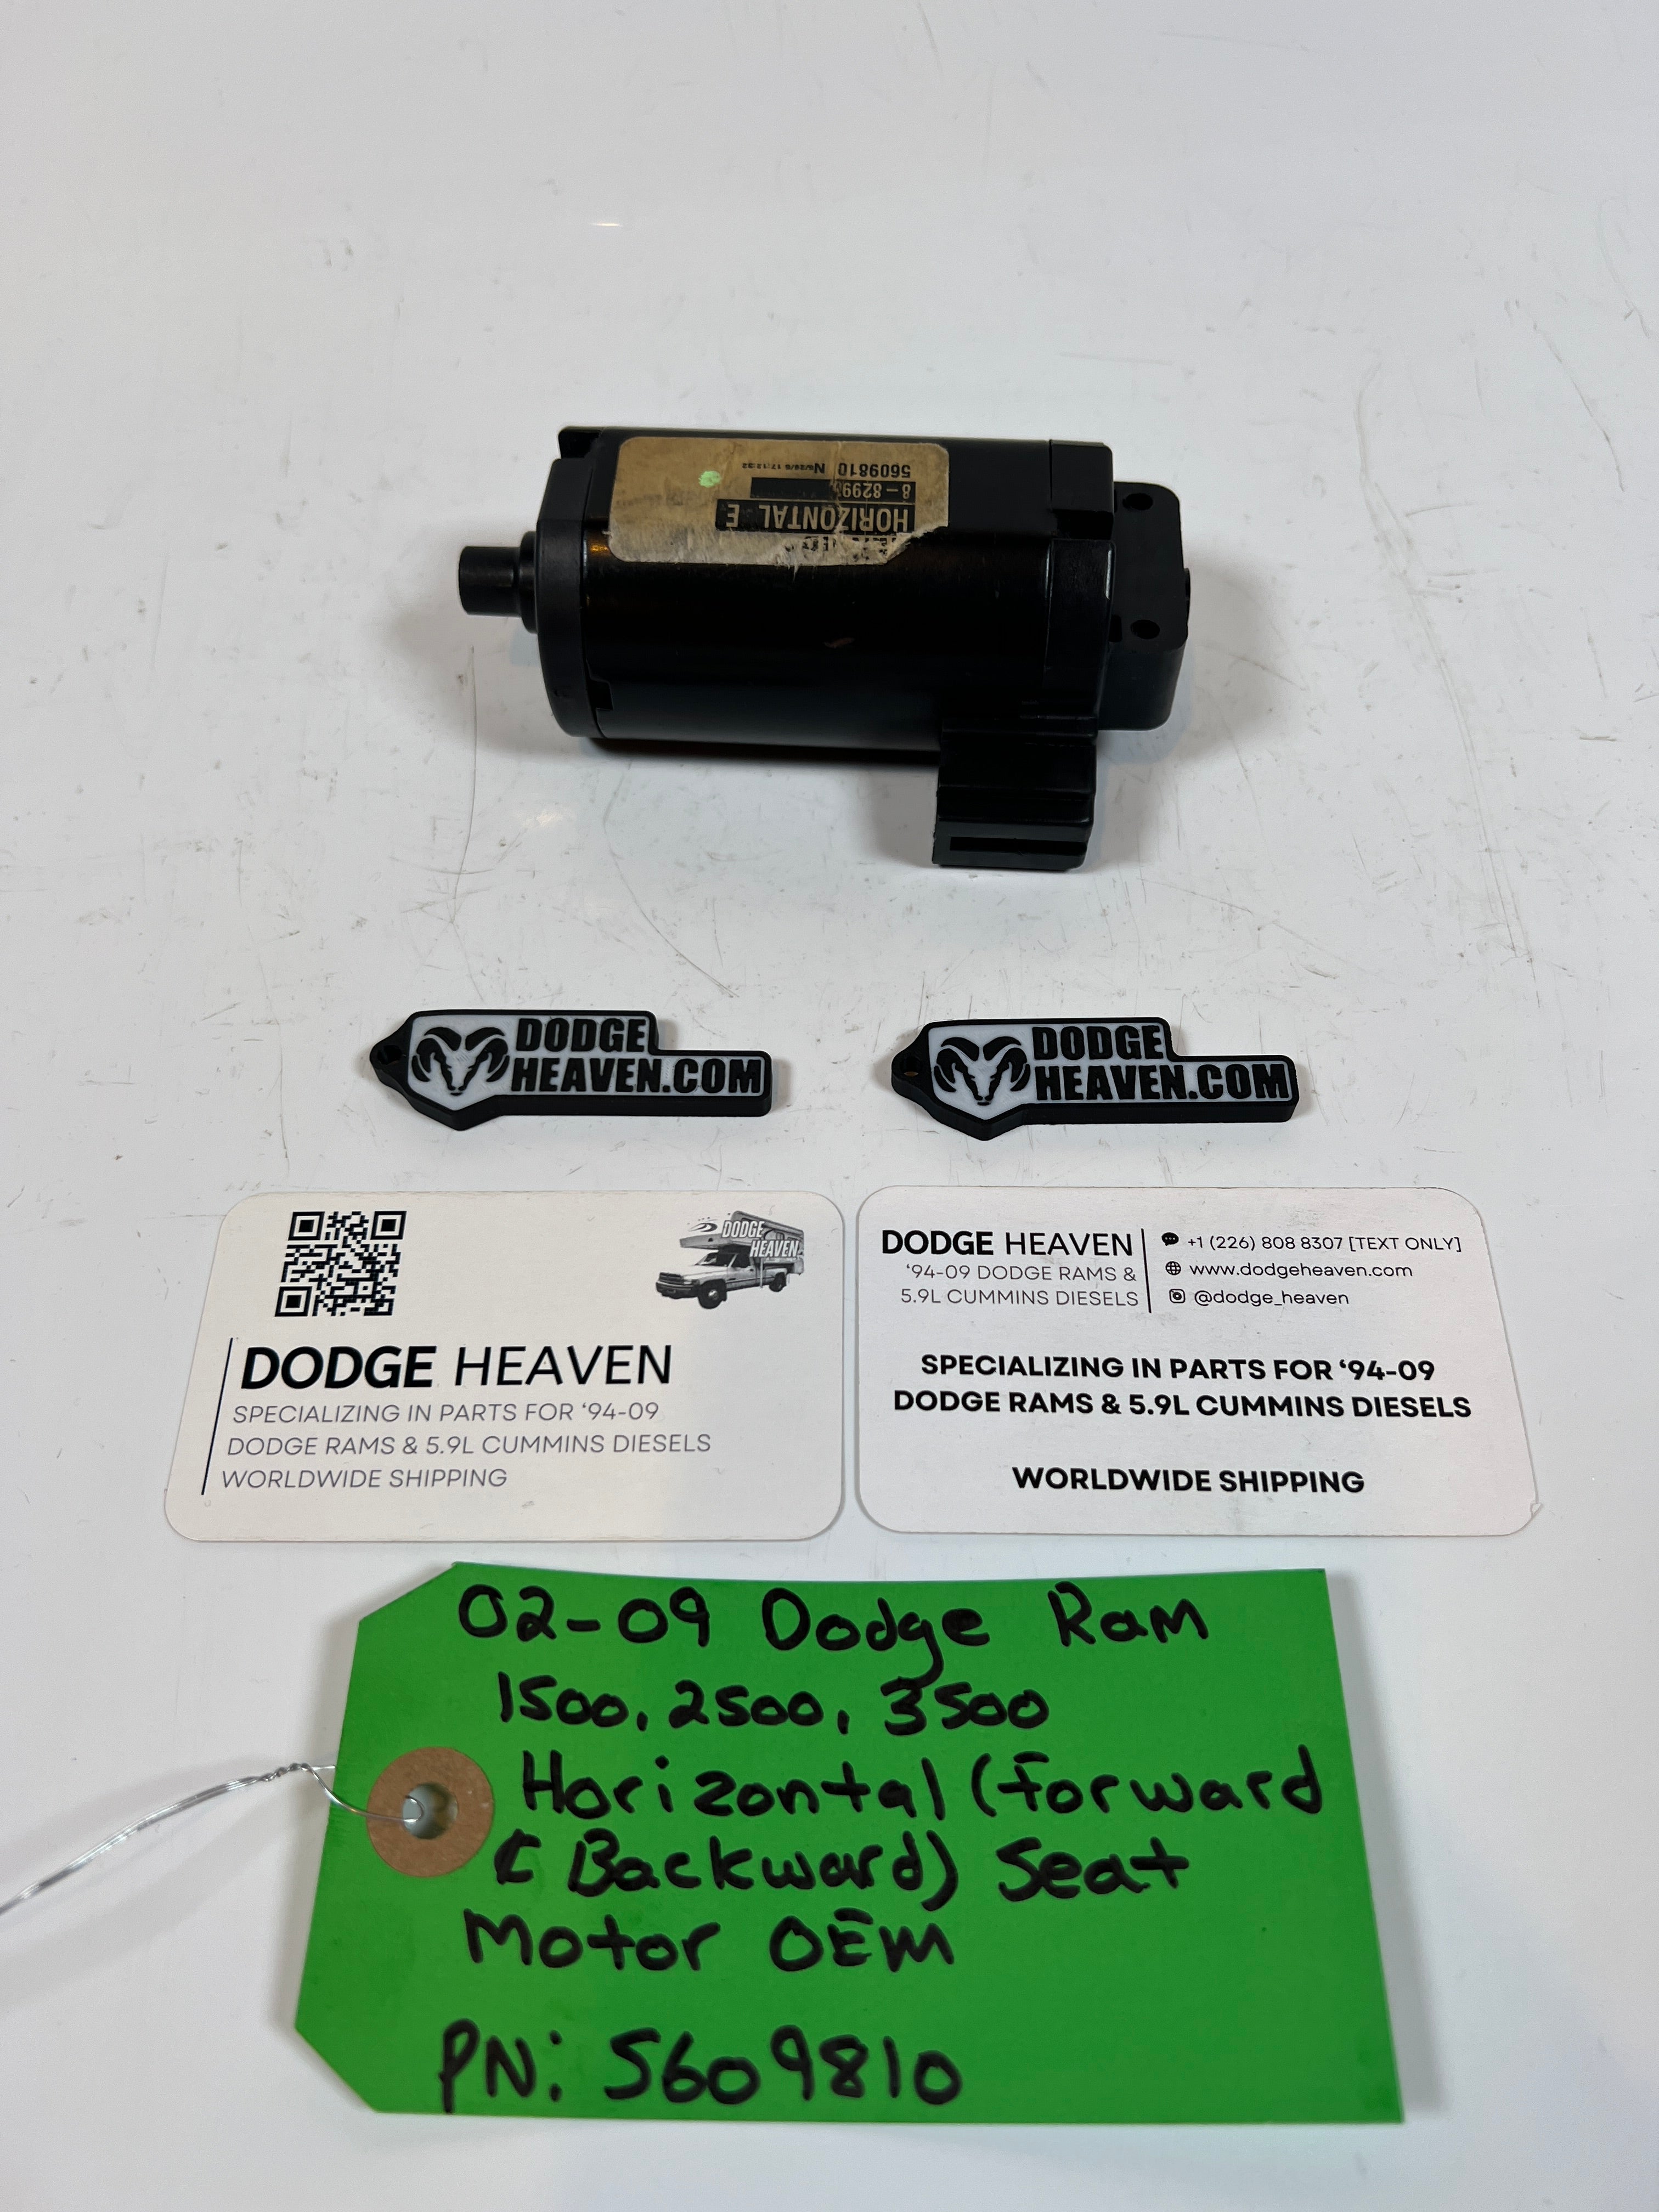 HORIZONTAL E
5609810 N
DODGE
HEAVEN.COM
DODGE
HEAVEN.COM
DODGE
HEAVEN
DODGE HEAVEN
SPECIALIZING IN PARTS FOR ‘94-09
DODGE RAMS & 5.9L CUMMINS DIESELS
WORLDWIDE SHIPPING
DODGE HEAVEN
‘94-09 DODGE RAMS &
5.9L CUMMINS DIESELS
+1 (226) 808 8307 [TEXT ONLY]
www.dodgeheaven.com
@dodge_heaven
SPECIALIZING IN PARTS FOR ‘94-09
DODGE RAMS & 5.9L CUMMINS DIESELS
WORLDWIDE SHIPPING
02-09 Dodge Ram
1500, 2500, 3500
Horizontal (Forward
& Backward) Seat
Motor OEM
PN: 5609810